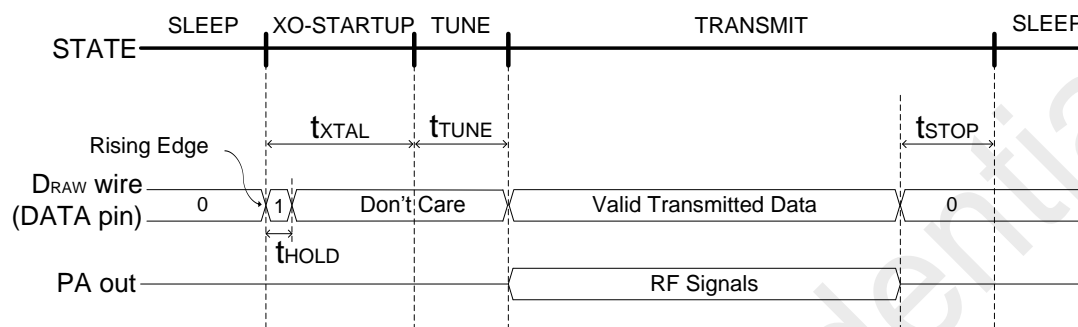 SLEEP XO-STARTUP TUNE TRANSMIT SLEEP
STATE
tXTAL tTUNE tSTOP
Rising Edge
DRAW wire
(DATA pin)
0 1 Don't Care Valid Transmitted Data 0
tHOLD
PA out RF Signals